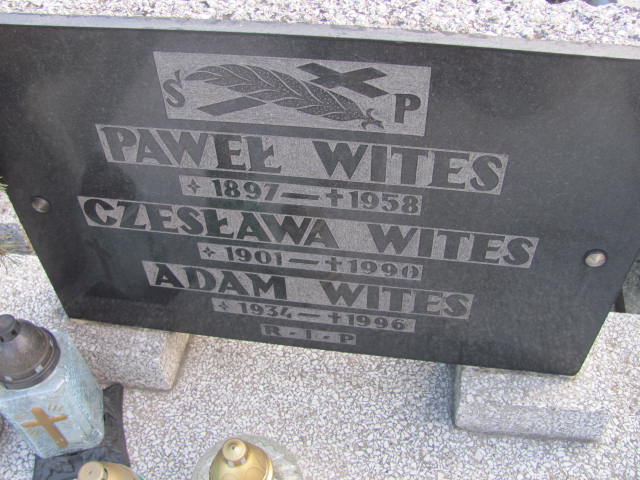 Ś P
PAWEŁ WITES
+ 1897 — † 1958
CZESŁAWA WITES
+ 1901 — † 1990
ADAM WITES
+ 1934 — † 1996
R - I - P